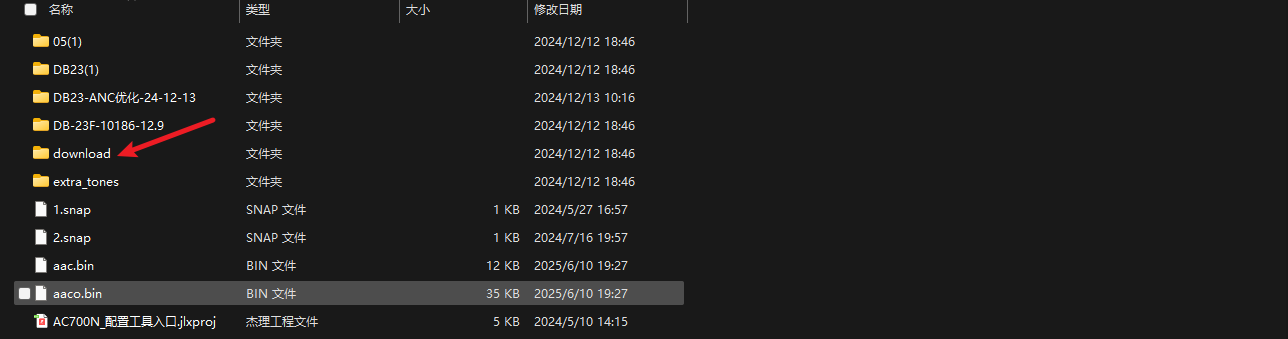 名称 类型 大小 修改日期
05(1) 文件夹 2024/12/12 18:46
DB23(1) 文件夹 2024/12/12 18:46
DB23-ANC优化-24-12-13 文件夹 2024/12/13 10:16
DB-23F-10186-12.9 文件夹 2024/12/12 18:46
download 文件夹 2024/12/12 18:46
extra_tones 文件夹 2024/12/12 18:46
1.snap SNAP 文件 1 KB 2024/5/27 16:57
2.snap SNAP 文件 1 KB 2024/7/16 19:57
aac.bin BIN 文件 12 KB 2025/6/10 19:27
aaco.bin BIN 文件 35 KB 2025/6/10 19:27
AC700N_配置工具入口.jlxproj 杰理工程文件 5 KB 2024/5/10 14:15